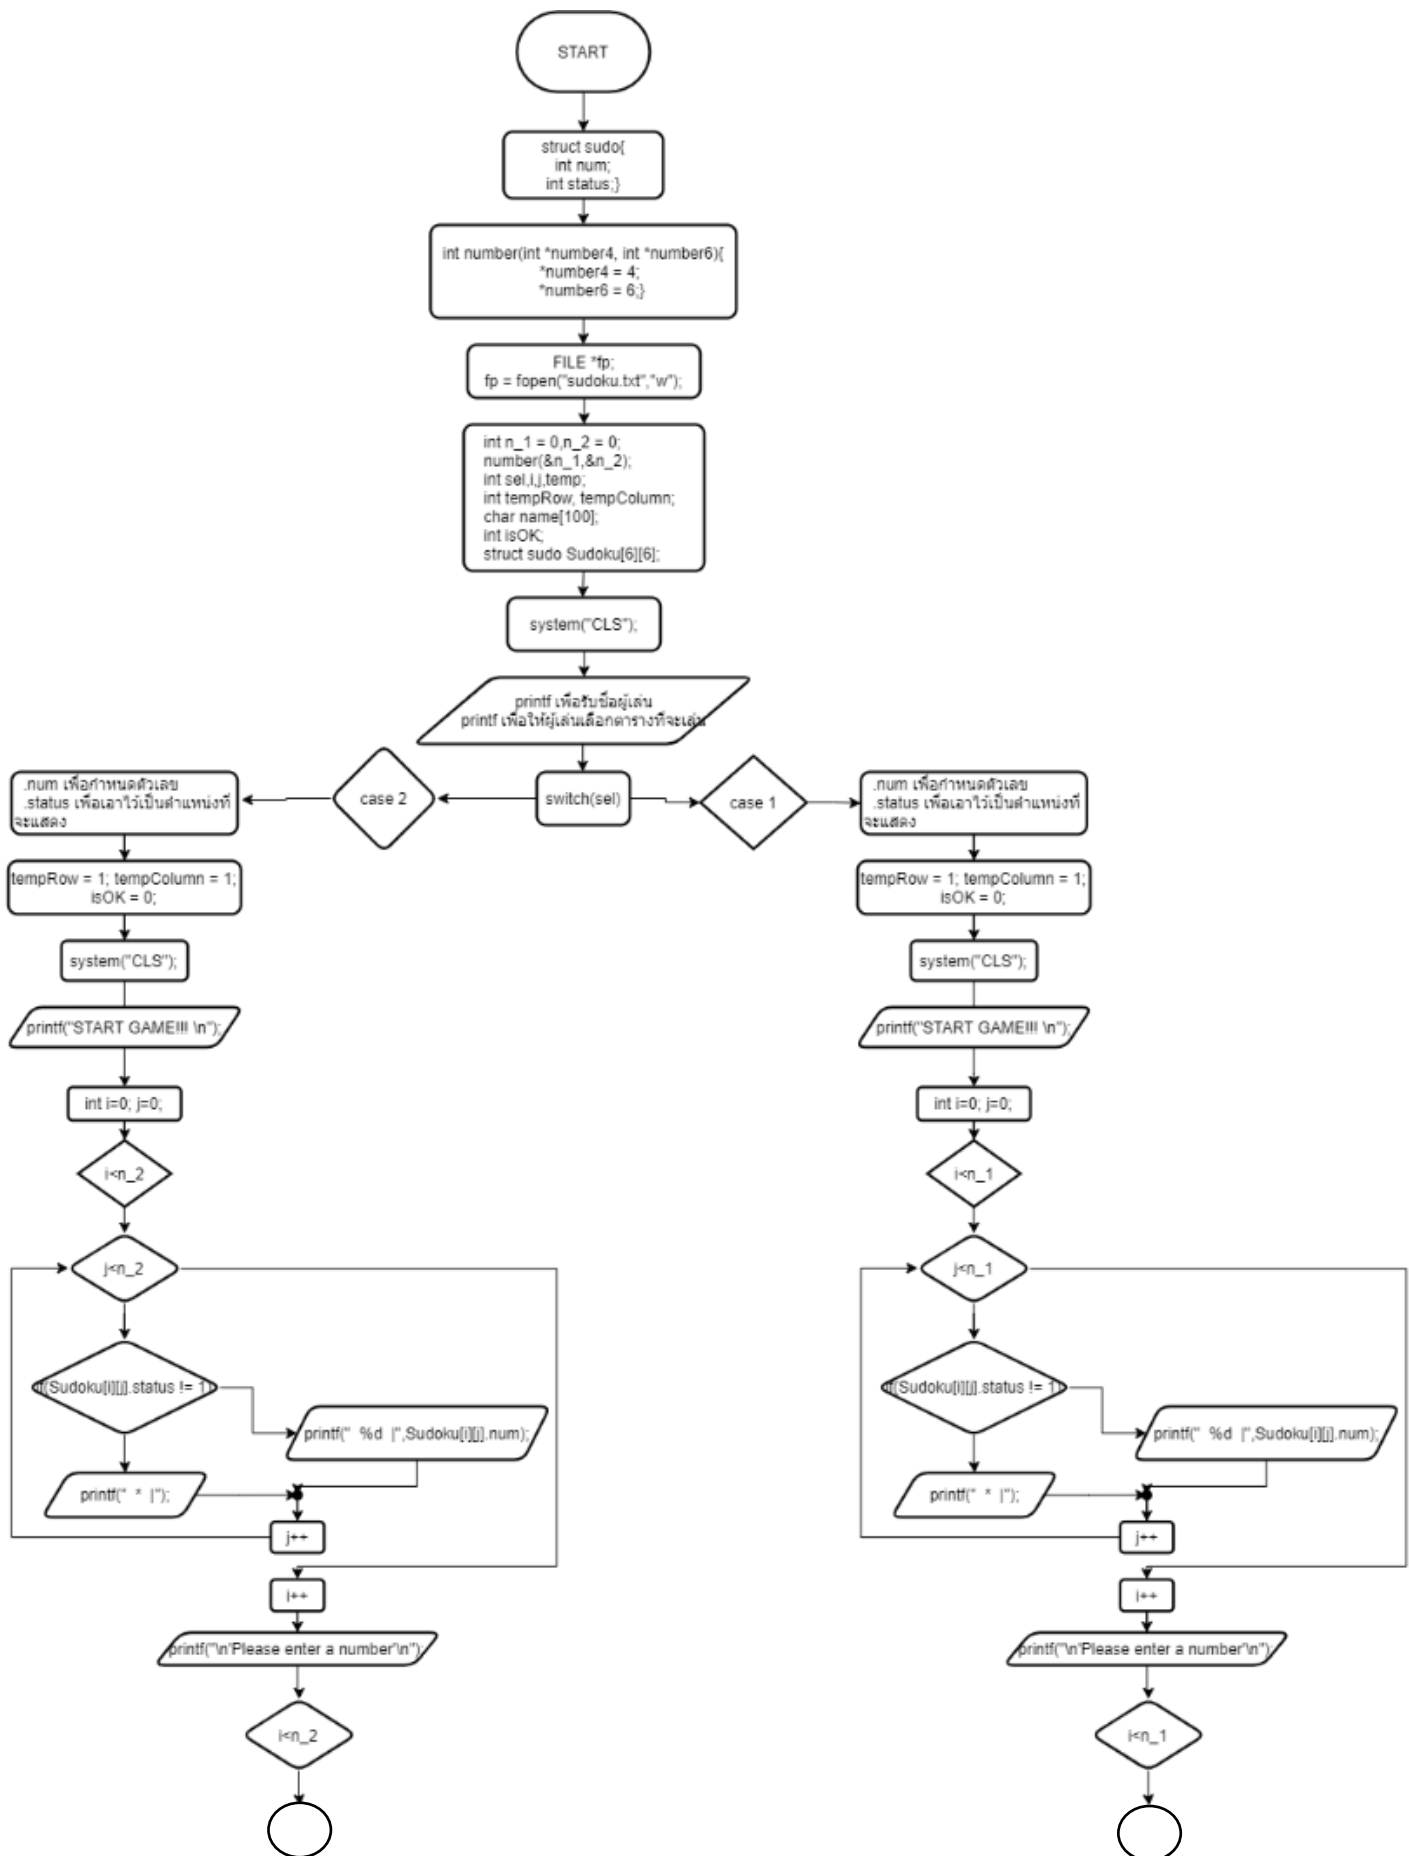 START
struct sudo{
int num;
int status;}
int number(int *number4, int *number6){
*number4 = 4;
*number6 = 6;}
FILE *fp;
fp = fopen("sudoku.txt","w");
int n_1 = 0,n_2 = 0;
number(&n_1,&n_2);
int sel,i,j,temp;
int tempRow, tempColumn;
char name[100];
int isOK;
struct sudo Sudoku[6][6];
system("CLS");
printf เพื่อรับชื่อผู้เล่น
printf เพื่อให้ผู้เล่นเลือกตารางที่จะเล่น
switch(sel)
case 2
.num เพื่อกำหนดตัวเลข
.status เพื่อเอาไว้เป็นตำแหน่งที่
จะแสดง
tempRow = 1; tempColumn = 1;
isOK = 0;
system("CLS");
printf("START GAME!!! \n");
int i=0; j=0;
i<n_2
j<n_2
if(Sudoku[i][j].status != 1)
printf("  %d  |",Sudoku[i][j].num);
printf("  *  |");
j++
i++
printf("\n'Please enter a number'\n");
i<n_2
case 1
.num เพื่อกำหนดตัวเลข
.status เพื่อเอาไว้เป็นตำแหน่งที่
จะแสดง
tempRow = 1; tempColumn = 1;
isOK = 0;
system("CLS");
printf("START GAME!!! \n");
int i=0; j=0;
i<n_1
j<n_1
if(Sudoku[i][j].status != 1)
printf("  %d  |",Sudoku[i][j].num);
printf("  *  |");
j++
i++
printf("\n'Please enter a number'\n");
i<n_1